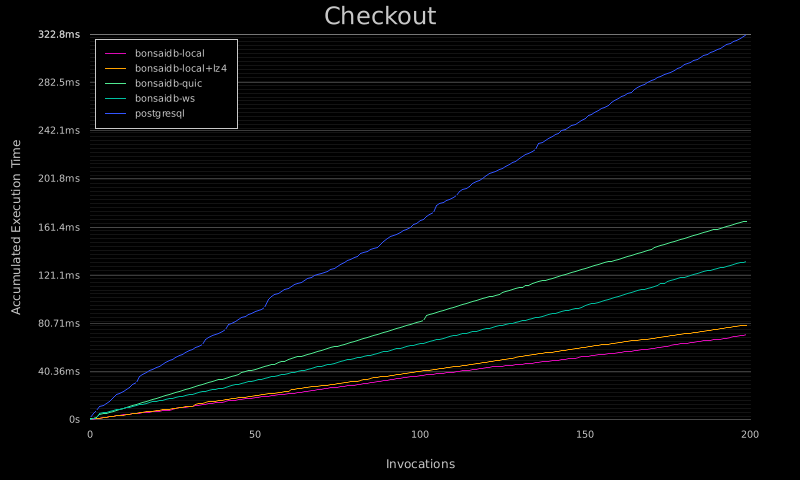 Checkout
322.8ms
282.5ms
242.1ms
201.8ms
161.4ms
121.1ms
80.71ms
40.36ms
0s
Accumulated Execution Time
bonsaidb-local
bonsaidb-local+lz4
bonsaidb-quic
bonsaidb-ws
postgresql
0 50 100 150 200
Invocations